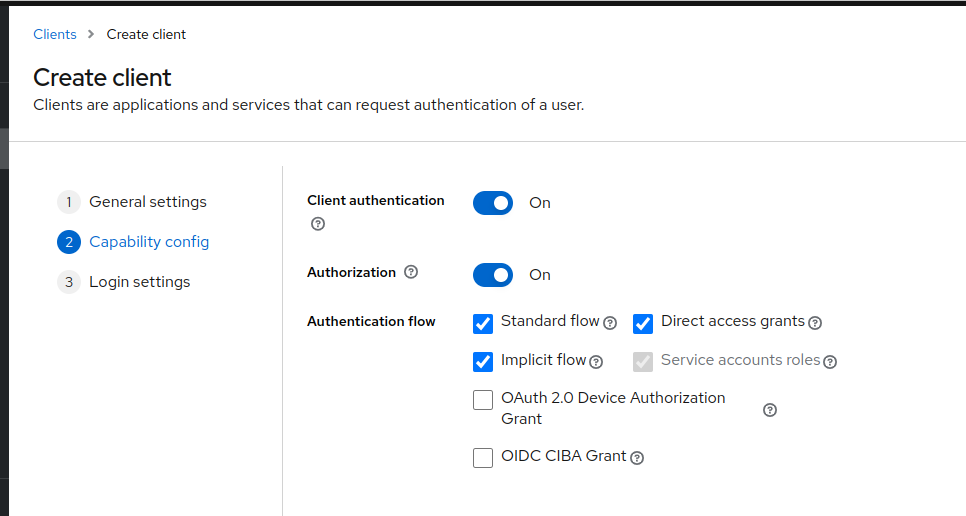 Clients > Create client
Create client
Clients are applications and services that can request authentication of a user.
1 General settings
2 Capability config
3 Login settings
Client authentication
On
Authorization
On
Authentication flow
Standard flow
Direct access grants
Implicit flow
Service accounts roles
OAuth 2.0 Device Authorization
Grant
OIDC CIBA Grant